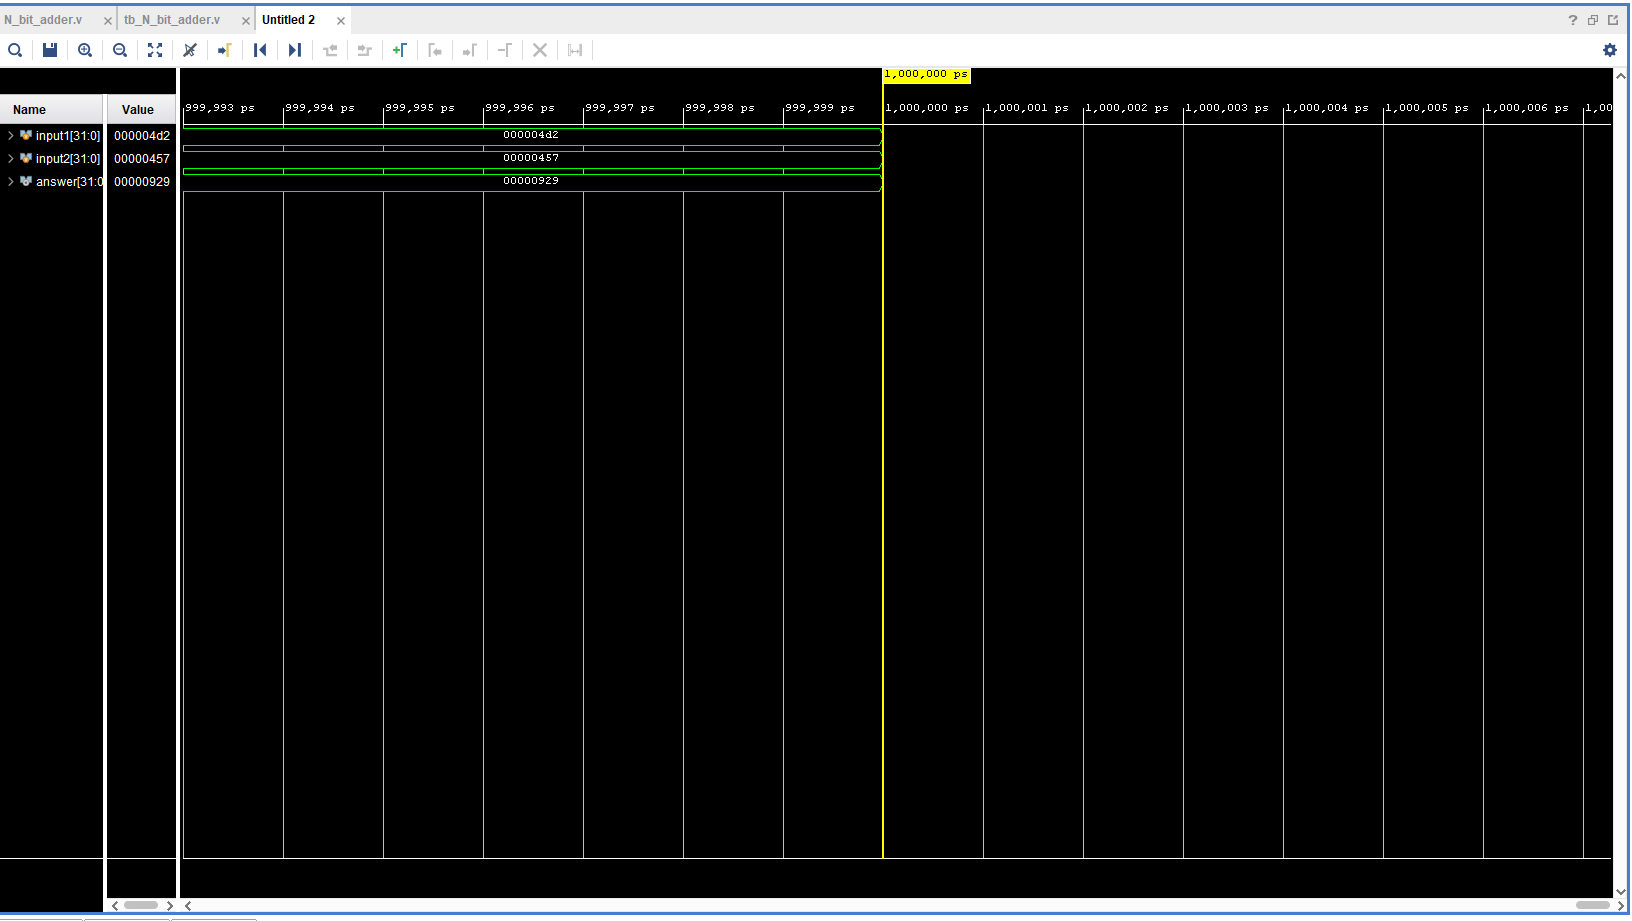 N_bit_adder.v tb_N_bit_adder.v Untitled 2
1,000,000 ps
Name Value 999,993 ps 999,994 ps 999,995 ps 999,996 ps 999,997 ps 999,998 ps 999,999 ps 1,000,000 ps 1,000,001 ps 1,000,002 ps 1,000,003 ps 1,000,004 ps 1,000,005 ps 1,000,006 ps 1,00
input1[31:0] 000004d2 000004d2
input2[31:0] 00000457 00000457
answer[31:0 00000929 00000929